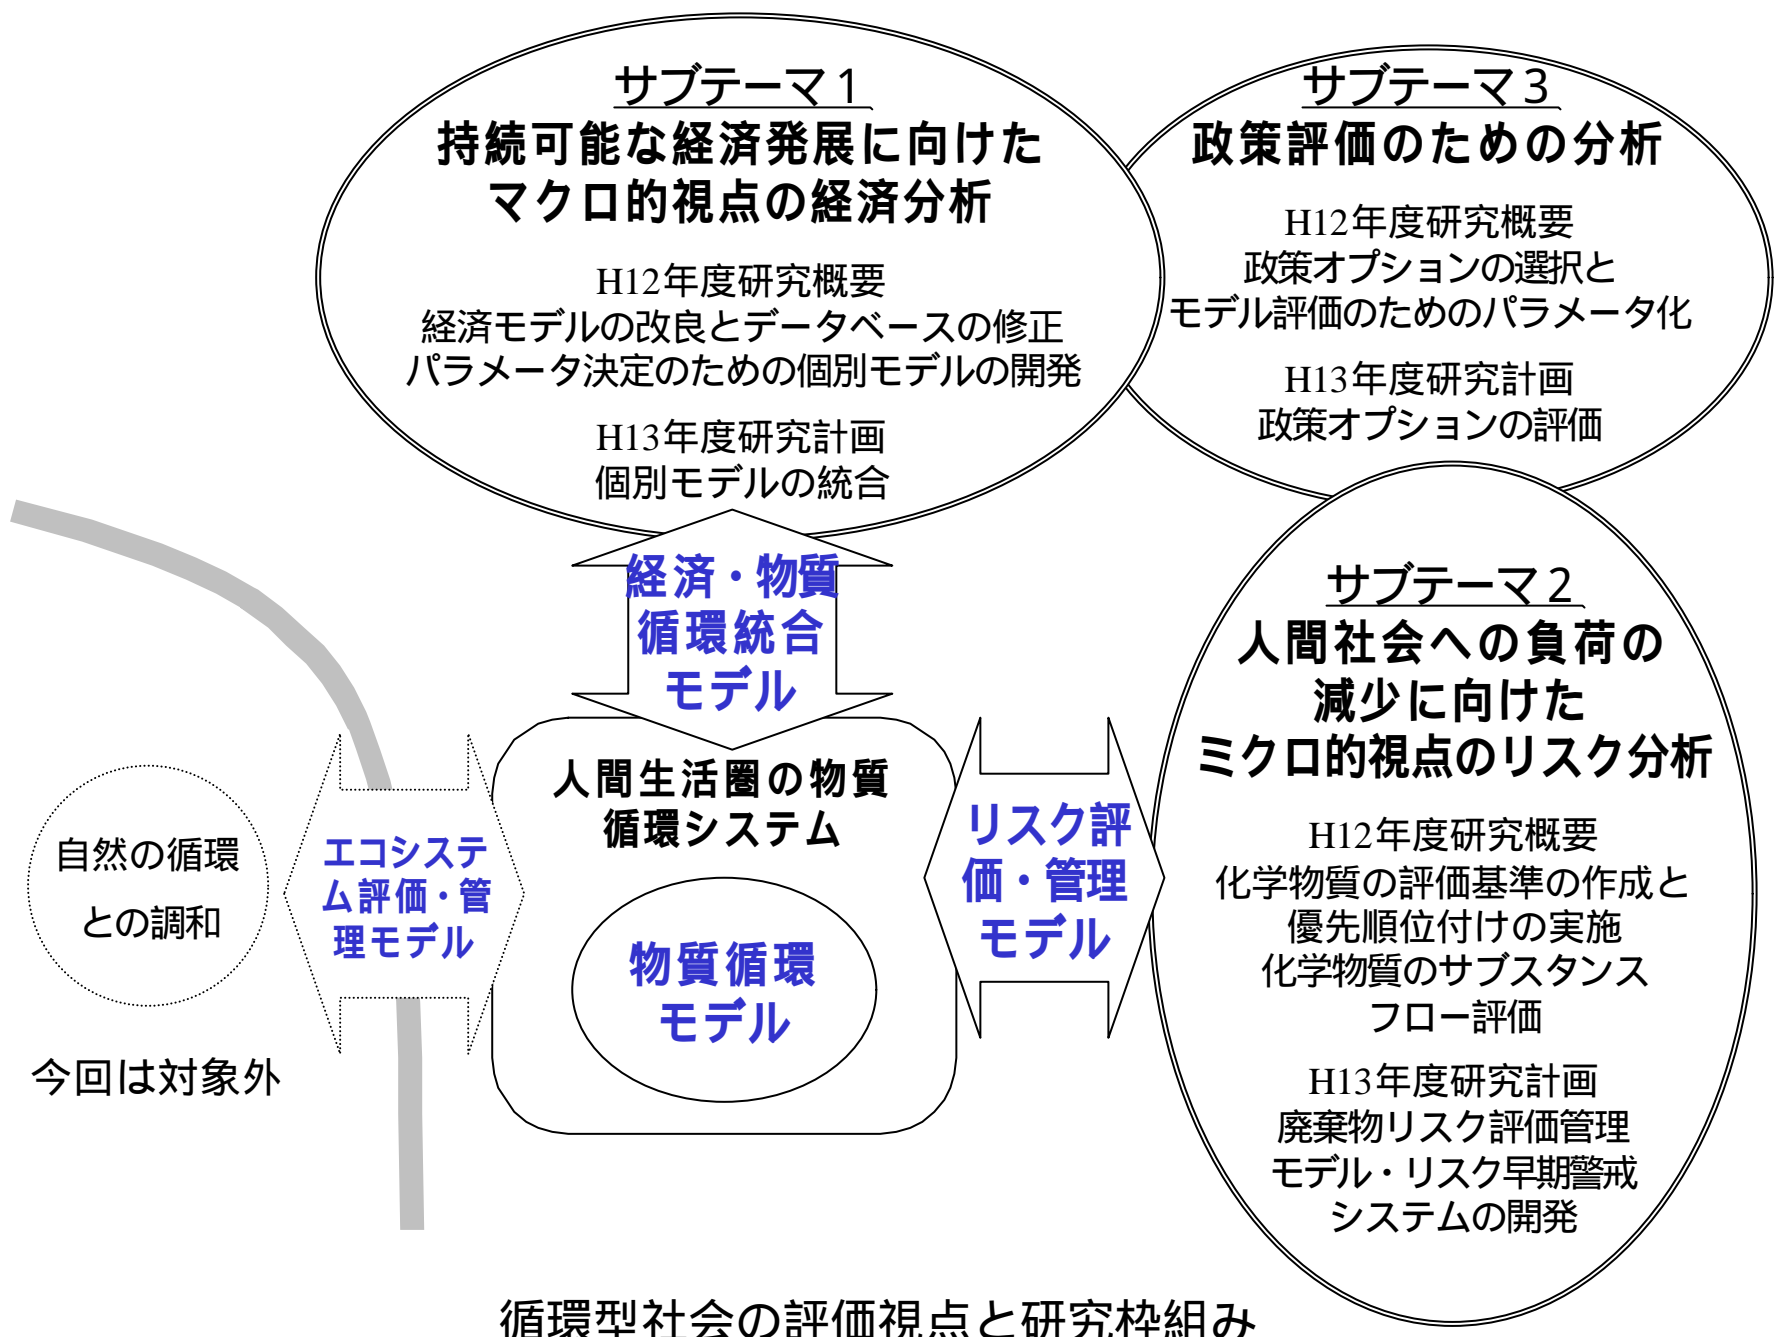 サブテーマ1
持続可能な経済発展に向けた
マクロ的視点の経済分析
H12年度研究概要
経済モデルの改良とデータベースの修正
パラメータ決定のための個別モデルの開発
H13年度研究計画
個別モデルの統合
サブテーマ3
政策評価のための分析
H12年度研究概要
政策オプションの選択と
モデル評価のためのパラメータ化
H13年度研究計画
政策オプションの評価
経済・物質
循環統合
モデル
サブテーマ2
人間社会への負荷の
減少に向けた
ミクロ的視点のリスク分析
H12年度研究概要
化学物質の評価基準の作成と
優先順位付けの実施
化学物質のサブスタンス
フロー評価
H13年度研究計画
廃棄物リスク評価管理
モデル・リスク早期警戒
システムの開発
自然の循環
との調和
今回は対象外
エコシステ
ム評価・管
理モデル
人間生活圏の物質
循環システム
物質循環
モデル
リスク評
価・管理
モデル
循環型社会の評価視点と研究枠組み